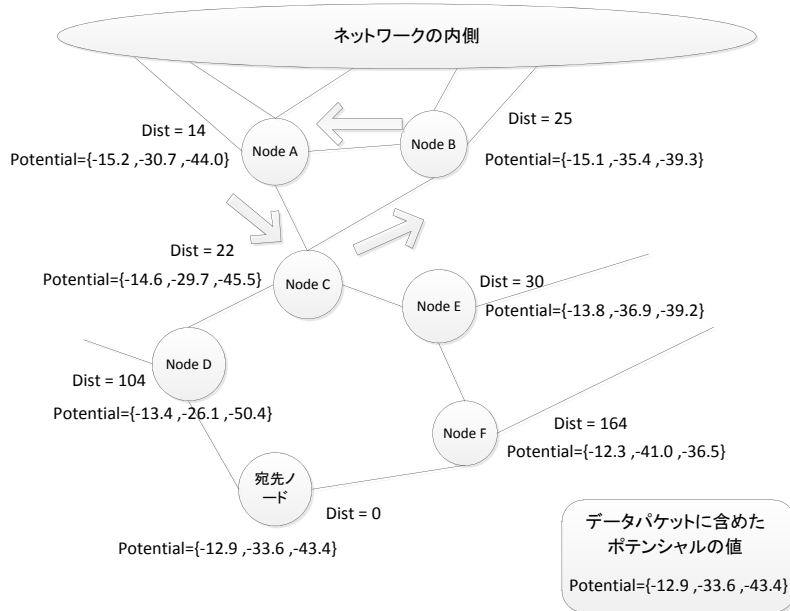 ネットワークの内側
Dist = 14
Node A
Node B
Dist = 25
Potential={-15.2 ,-30.7 ,-44.0}
Potential={-15.1 ,-35.4 ,-39.3}
Dist = 22
Potential={-14.6 ,-29.7 ,-45.5}
Node C
Dist = 30
Node E
Potential={-13.8 ,-36.9 ,-39.2}
Node D
Dist = 104
Potential={-13.4 ,-26.1 ,-50.4}
Node F
Dist = 164
Potential={-12.3 ,-41.0 ,-36.5}
宛先ノ
ード
Dist = 0
Potential={-12.9 ,-33.6 ,-43.4}
データパケットに含めた
ポテンシャルの値
Potential={-12.9 ,-33.6 ,-43.4}